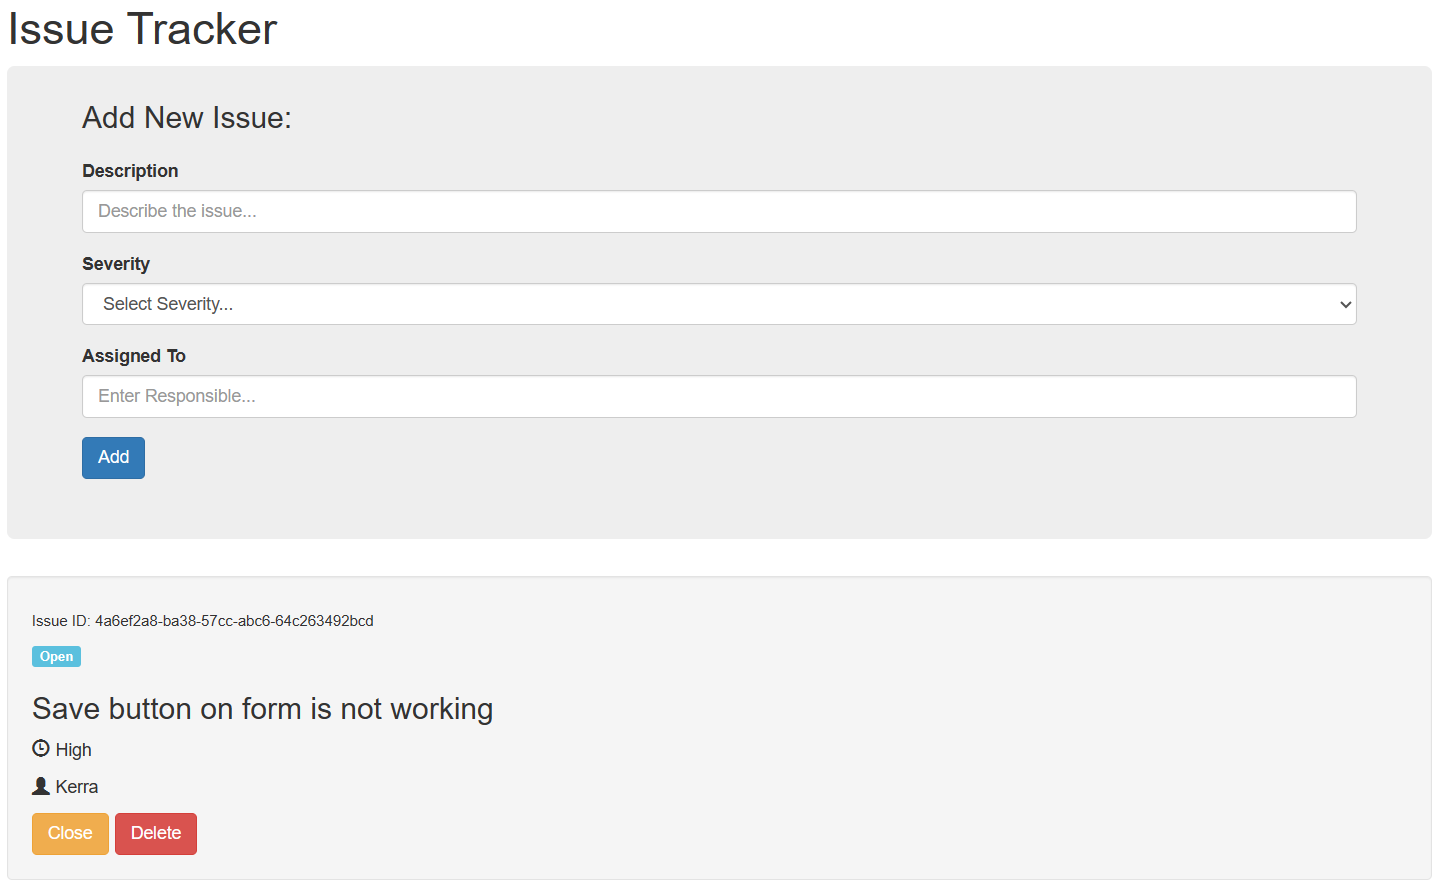 Issue Tracker
Add New Issue:
Description
Describe the issue...
Severity
Select Severity...
Assigned To
Enter Responsible...
Add
Issue ID: 4a6ef2a8-ba38-57cc-abc6-64c263492bcd
Open
Save button on form is not working
High
Kerra
Close Delete